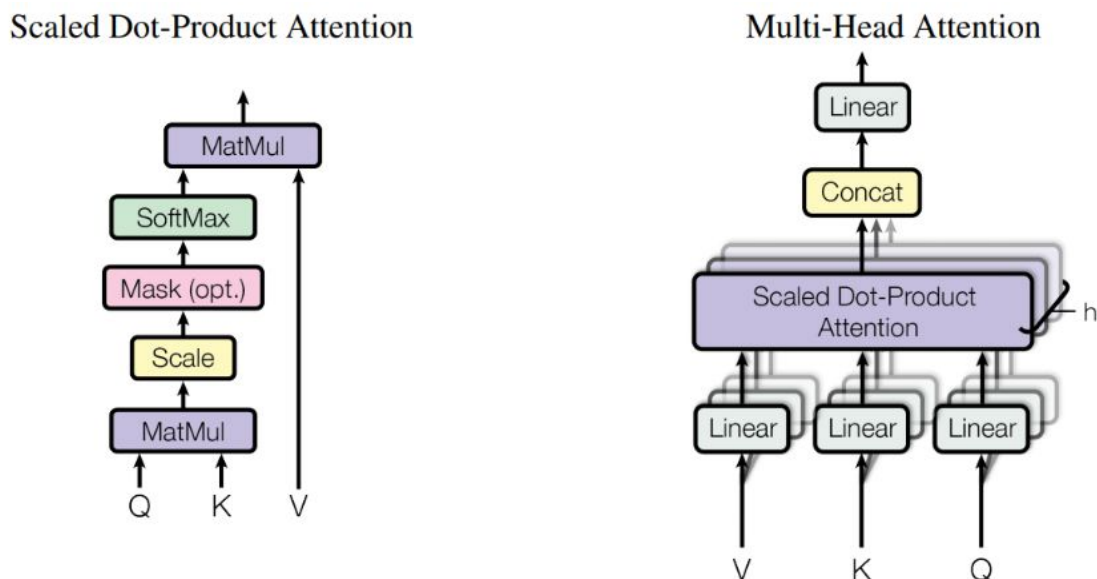 Scaled Dot-Product Attention
MatMul
SoftMax
Mask (opt.)
Scale
MatMul
Q K V
Multi-Head Attention
Linear
Concat
Scaled Dot-Product
Attention
h
Linear Linear Linear
V K Q